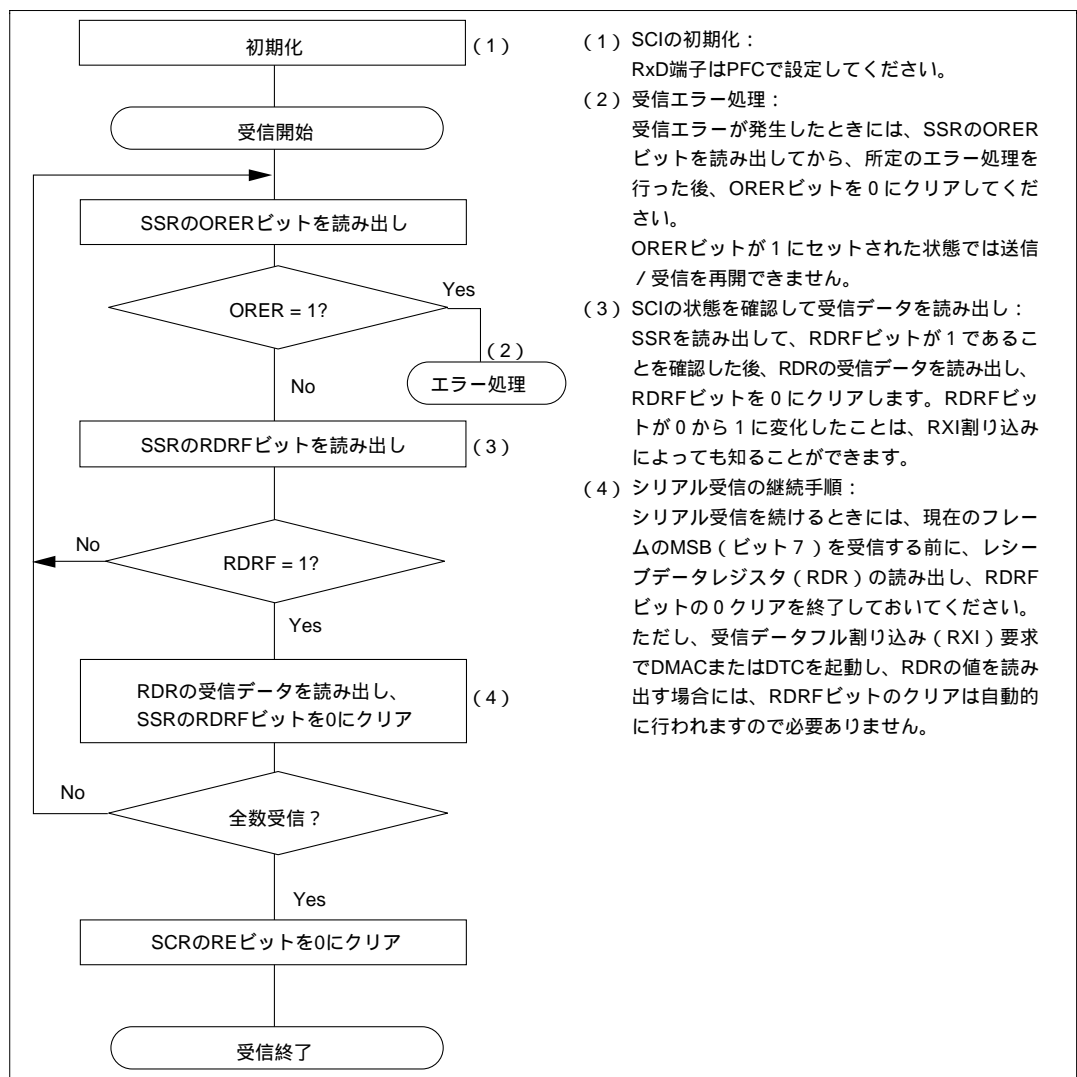 初期化
（1）
受信開始
SSRのORERビットを読み出し
ORER = 1?
Yes
（2）
エラー処理
No
SSRのRDRFビットを読み出し
（3）
No
RDRF = 1?
Yes
RDRの受信データを読み出し、
SSRのRDRFビットを0にクリア
（4）
No
全数受信？
Yes
SCRのREビットを0にクリア
受信終了
（1）SCIの初期化：
RxD端子はPFCで設定してください。
（2）受信エラー処理：
受信エラーが発生したときには、SSRのORER
ビットを読み出してから、所定のエラー処理を
行った後、ORERビットを0にクリアしてくだ
さい。
ORERビットが1にセットされた状態では送信
／受信を再開できません。
（3）SCIの状態を確認して受信データを読み出し：
SSRを読み出して、RDRFビットが1であるこ
とを確認した後、RDRの受信データを読み出し、
RDRFビットを0にクリアします。RDRFビッ
トが0から1に変化したことは、RXI割り込み
によっても知ることができます。
（4）シリアル受信の継続手順：
シリアル受信を続けるときには、現在のフレー
ムのMSB（ビット7）を受信する前に、レシー
ブデータレジスタ（RDR）の読み出し、RDRF
ビットの0クリアを終了しておいてください。
ただし、受信データフル割り込み（RXI）要求
でDMACまたはDTCを起動し、RDRの値を読み
出す場合には、RDRFビットのクリアは自動的
に行われますので必要ありません。